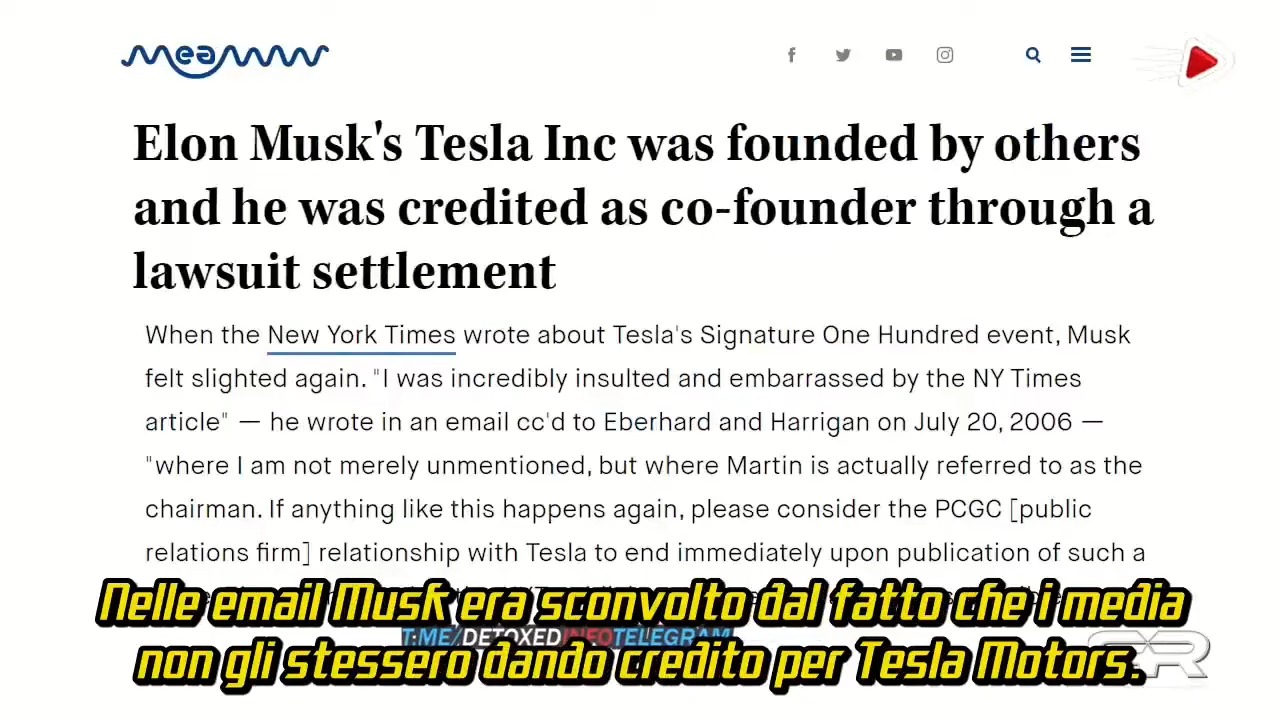 meaww
Elon Musk's Tesla Inc was founded by others
and he was credited as co-founder through a
lawsuit settlement
When the New York Times wrote about Tesla's Signature One Hundred event, Musk
felt slighted again. "I was incredibly insulted and embarrassed by the NY Times
article" — he wrote in an email cc'd to Eberhard and Harrigan on July 20, 2006 —
"where I am not merely unmentioned, but where Martin is actually referred to as the
chairman. If anything like this happens again, please consider the PCGC [public
relations firm] relationship with Tesla to end immediately upon publication of such a
Nelle email Musk era sconvolto dal fatto che i media
T.ME/DETOXEDINFOTELEGRAM
non gli stessero dando credito per Tesla Motors.